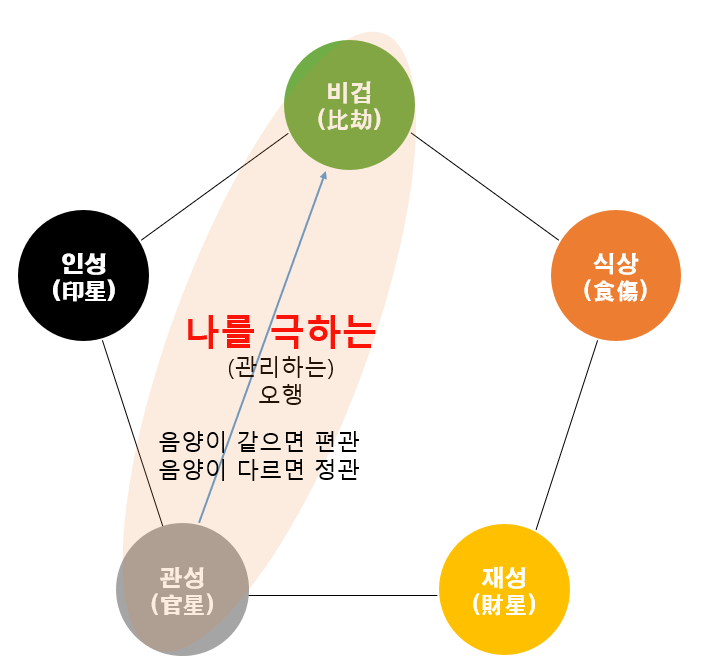 비겁
(比劫)
인성
(印星)
식상
(食傷)
나를 극하는
(관리하는)
오행
음양이 같으면 편관
음양이 다르면 정관
관성
(官星)
재성
(財星)